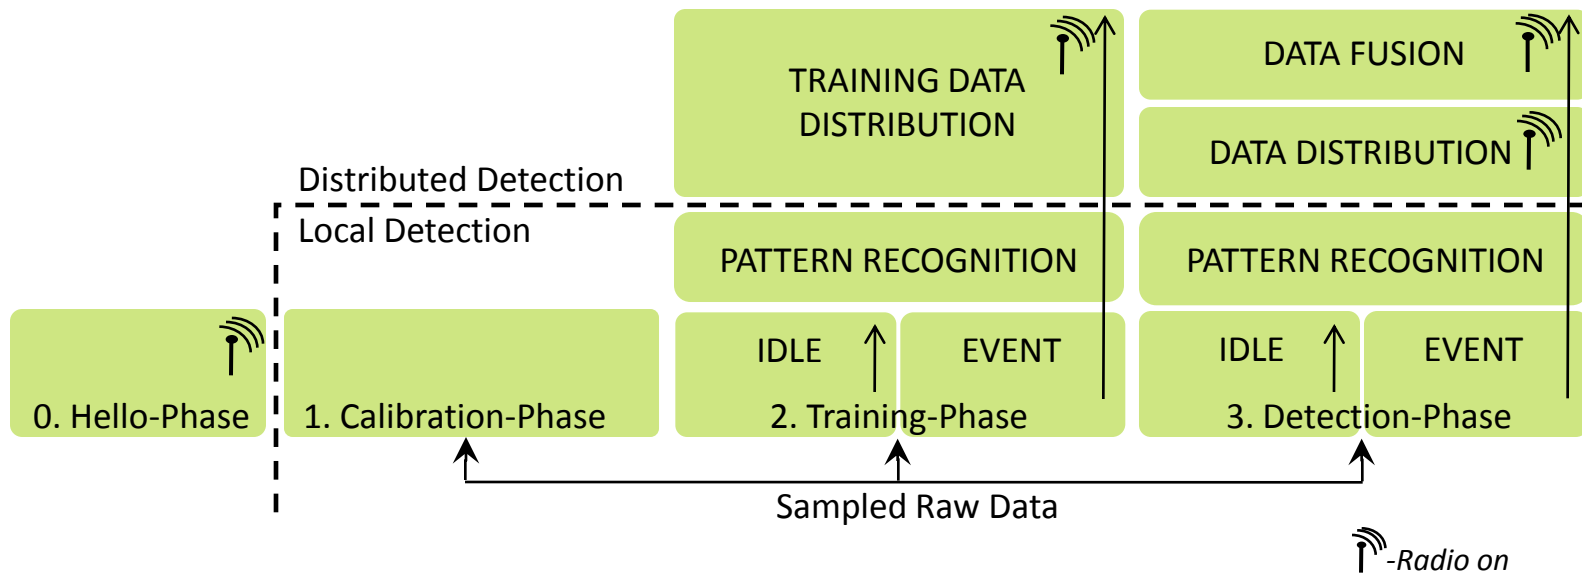 TRAINING DATA
DISTRIBUTION
DATA FUSION
DATA DISTRIBUTION
Distributed Detection
Local Detection
PATTERN RECOGNITION
PATTERN RECOGNITION
IDLE
EVENT
IDLE
EVENT
0. Hello-Phase
1. Calibration-Phase
2. Training-Phase
3. Detection-Phase
Sampled Raw Data
-Radio on